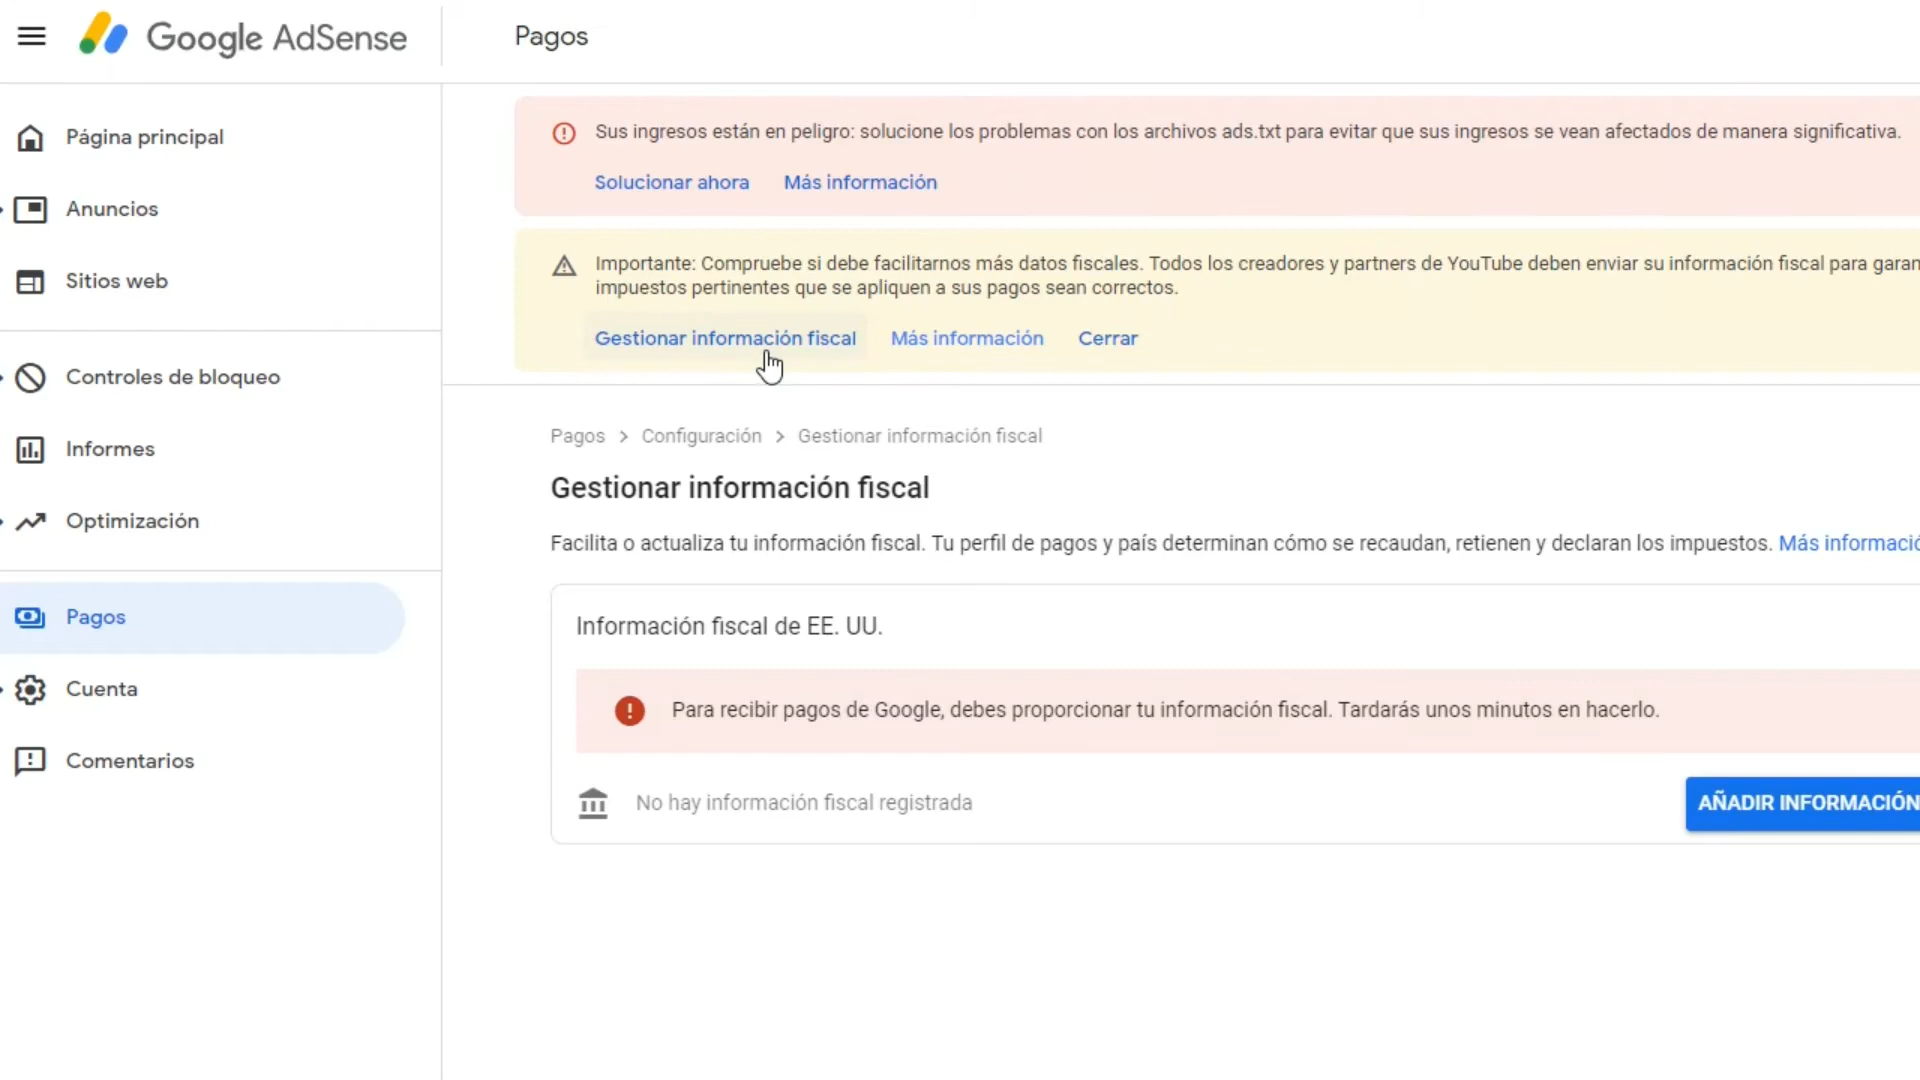 Google AdSense
Pagos
Página principal
Anuncios
Sitios web
Controles de bloqueo
Informes
Optimización
Pagos
Cuenta
Comentarios
Sus ingresos están en peligro: solucione los problemas con los archivos ads.txt para evitar que sus ingresos se vean afectados de manera significativa.
Solucionar ahora Más información
Importante: Compruebe si debe facilitarnos más datos fiscales. Todos los creadores y partners de YouTube deben enviar su información fiscal para
impuestos pertinentes que se apliquen a sus pagos sean correctos.
Gestionar información fiscal Más información Cerrar
Pagos > Configuración > Gestionar información fiscal
Gestionar información fiscal
Facilita o actualiza tu información fiscal. Tu perfil de pagos y país determinan cómo se recaudan, retienen y declaran los impuestos. Más
Información fiscal de EE. UU.
Para recibir pagos de Google, debes proporcionar tu información fiscal. Tardarás unos minutos en hacerlo.
No hay información fiscal registrada
AÑADIR INFORMACIÓN